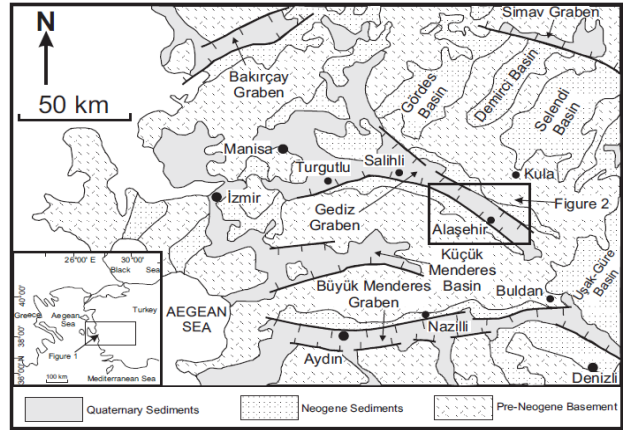 N
50 km
Simav Graben
Bakırçay
Graben
Gördes
Basin
Demirci Basin
Selendi
Basin
Manisa
Turgutlu
Salihli
Kula
İzmir
Gediz
Graben
Alaşehir
Figure 2
Küçük
Menderes
Basin
Büyük Menderes
Graben
Buldan
Uşak-Güre
Basin
AEGEAN
SEA
Nazilli
Aydın
Denizli
26°00' E
30°00'
Black Sea
40°00'
38°00'
36°00'
Greece
Aegean
Sea
Turkey
Figure 1
100 km
Mediterranean Sea
Quaternary Sediments
Neogene Sediments
Pre-Neogene Basement